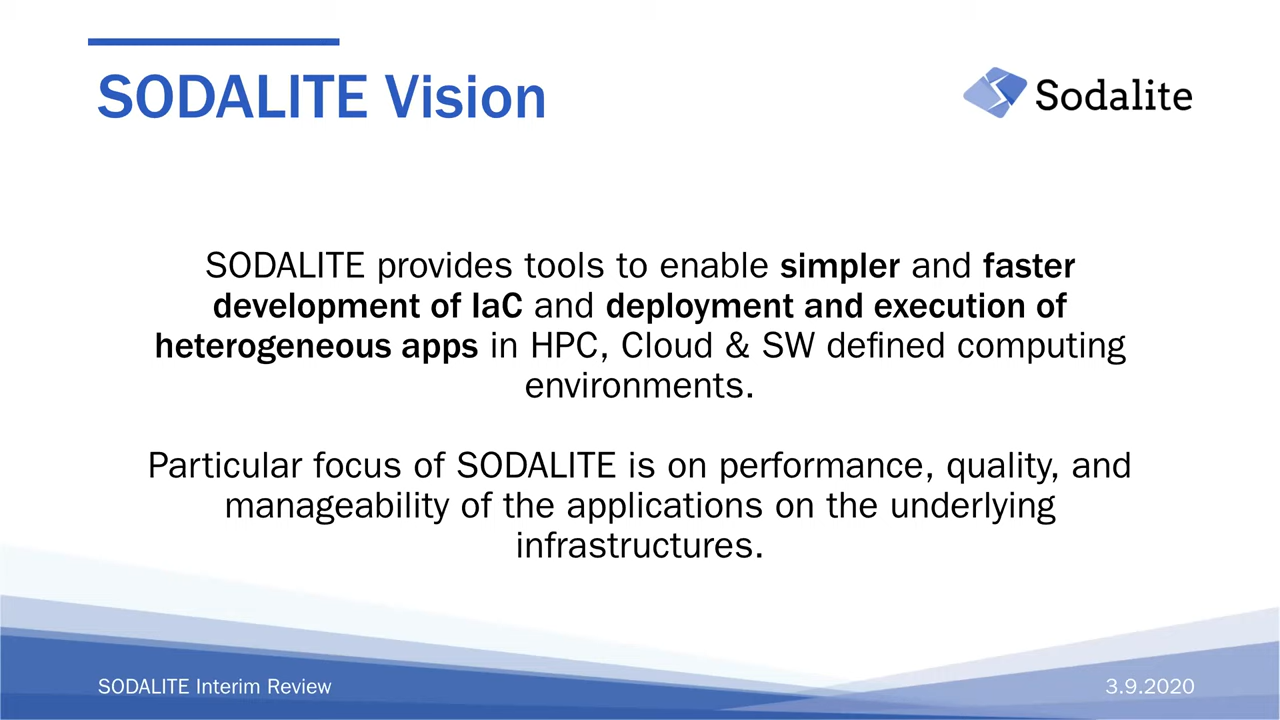 SODALITE Vision
Sodalite
SODALITE provides tools to enable simpler and faster
development of IaC and deployment and execution of
heterogeneous apps in HPC, Cloud & SW defined computing
environments.
Particular focus of SODALITE is on performance, quality, and
manageability of the applications on the underlying
infrastructures.
SODALITE Interim Review
3.9.2020